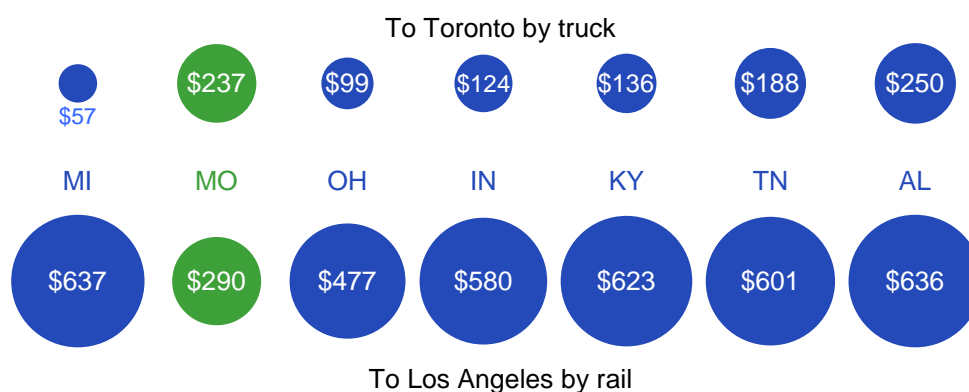 To Toronto by truck
$57 $237 $99 $124 $136 $188 $250
MI MO OH IN KY TN AL
$637 $290 $477 $580 $623 $601 $636
To Los Angeles by rail